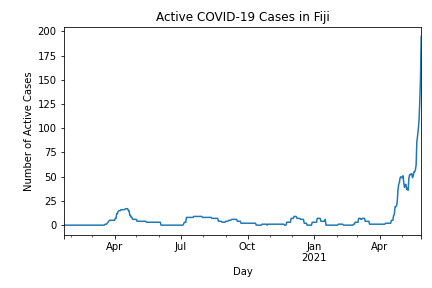 Active COVID-19 Cases in Fiji
200
175
150
125
100
75
50
25
0
Number of Active Cases
Apr
Jul
Oct
Jan
2021
Apr
Day